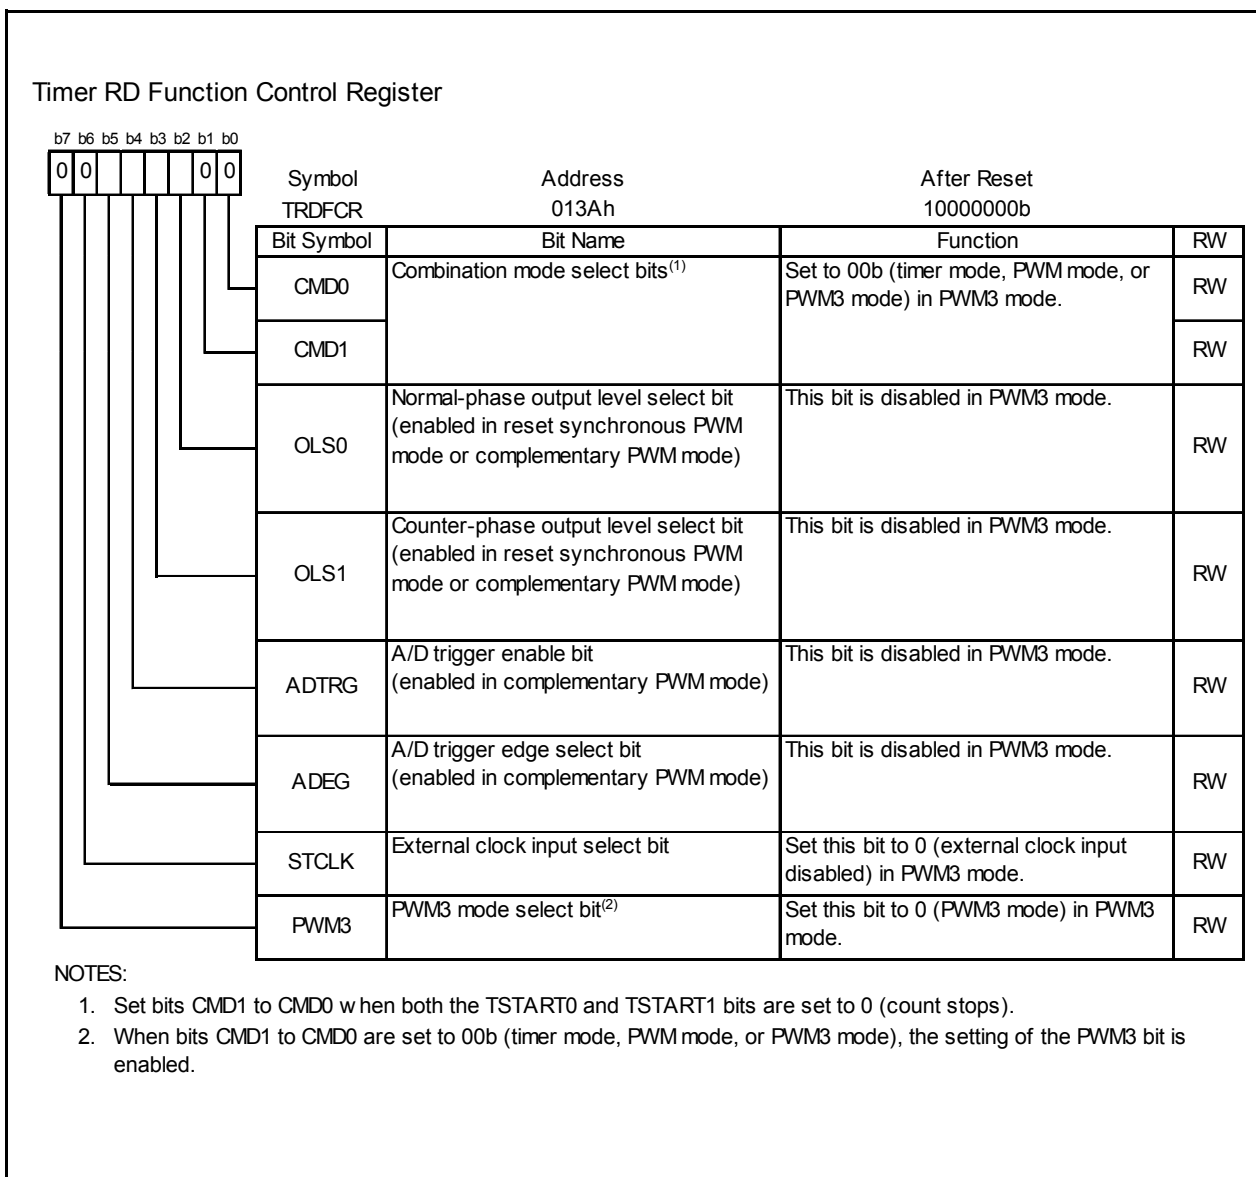 Timer RD Function Control Register
b7 b6 b5 b4 b3 b2 b1 b0
0 0 0 0
Symbol Address After Reset
TRDFCR 013Ah 10000000b
Bit Symbol Bit Name Function RW
CMD0 Combination mode select bits(1) Set to 00b (timer mode, PWM mode, or
PWM3 mode) in PWM3 mode. RW
CMD1 RW
Normal-phase output level select bit This bit is disabled in PWM3 mode.
(enabled in reset synchronous PWM
OLS0 mode or complementary PWM mode) RW
Counter-phase output level select bit This bit is disabled in PWM3 mode.
(enabled in reset synchronous PWM
OLS1 mode or complementary PWM mode) RW
A/D trigger enable bit This bit is disabled in PWM3 mode.
ADTRG (enabled in complementary PWM mode) RW
A/D trigger edge select bit This bit is disabled in PWM3 mode.
ADEG (enabled in complementary PWM mode) RW
STCLK External clock input select bit Set this bit to 0 (external clock input
disabled) in PWM3 mode. RW
PWM3 PWM3 mode select bit(2) Set this bit to 0 (PWM3 mode) in PWM3
mode. RW
NOTES:
1. Set bits CMD1 to CMD0 when both the TSTART0 and TSTART1 bits are set to 0 (count stops).
2. When bits CMD1 to CMD0 are set to 00b (timer mode, PWM mode, or PWM3 mode), the setting of the PWM3 bit is
enabled.